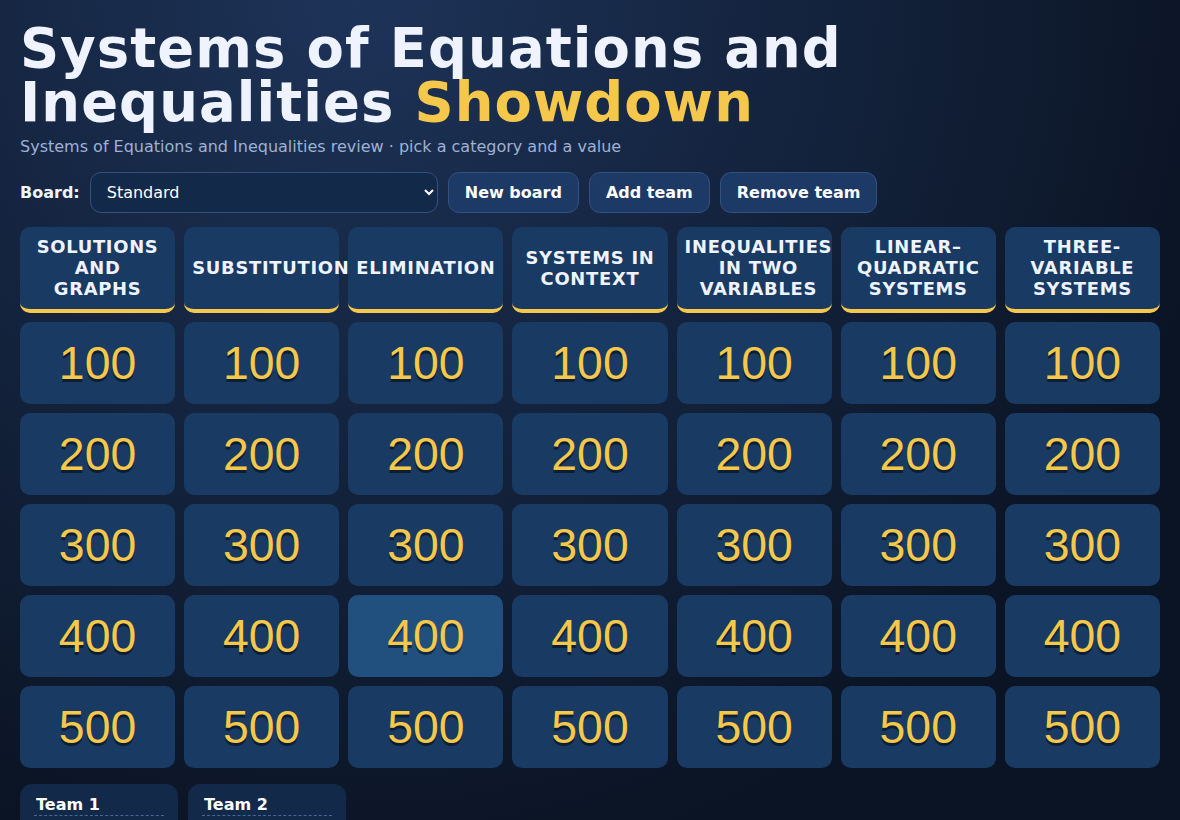 Systems of Equations and
Inequalities Showdown
Systems of Equations and Inequalities review · pick a category and a value
Board: Standard New board Add team Remove team
SOLUTIONS AND GRAPHS
SUBSTITUTION
ELIMINATION
SYSTEMS IN CONTEXT
INEQUALITIES IN TWO VARIABLES
LINEAR–QUADRATIC SYSTEMS
THREE-VARIABLE SYSTEMS
100 100 100 100 100 100 100
200 200 200 200 200 200 200
300 300 300 300 300 300 300
400 400 400 400 400 400 400
500 500 500 500 500 500 500
Team 1 Team 2